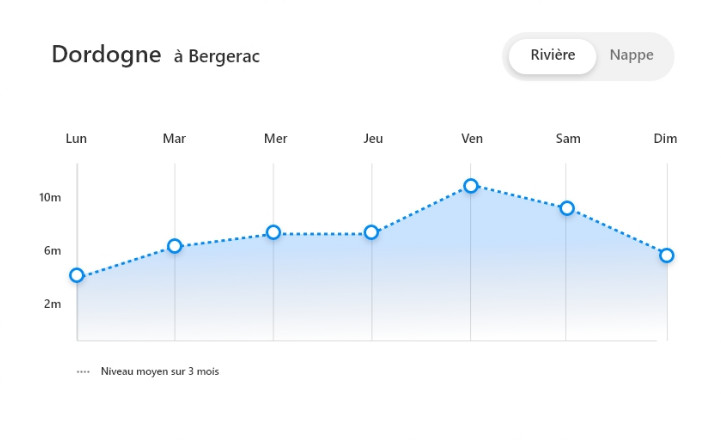 Dordogne à Bergerac
Rivière Nappe
Lun Mar Mer Jeu Ven Sam Dim
10m
6m
2m
Niveau moyen sur 3 mois